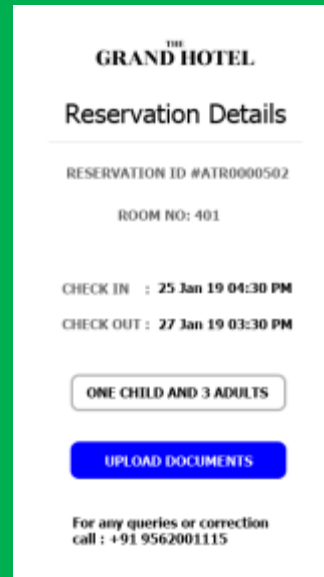 THE
GRAND HOTEL
Reservation Details
RESERVATION ID #ATR0000502
ROOM NO: 401
CHECK IN : 25 Jan 19 04:30 PM
CHECK OUT : 27 Jan 19 03:30 PM
ONE CHILD AND 3 ADULTS
UPLOAD DOCUMENTS
For any queries or correction
call : +91 9562001115